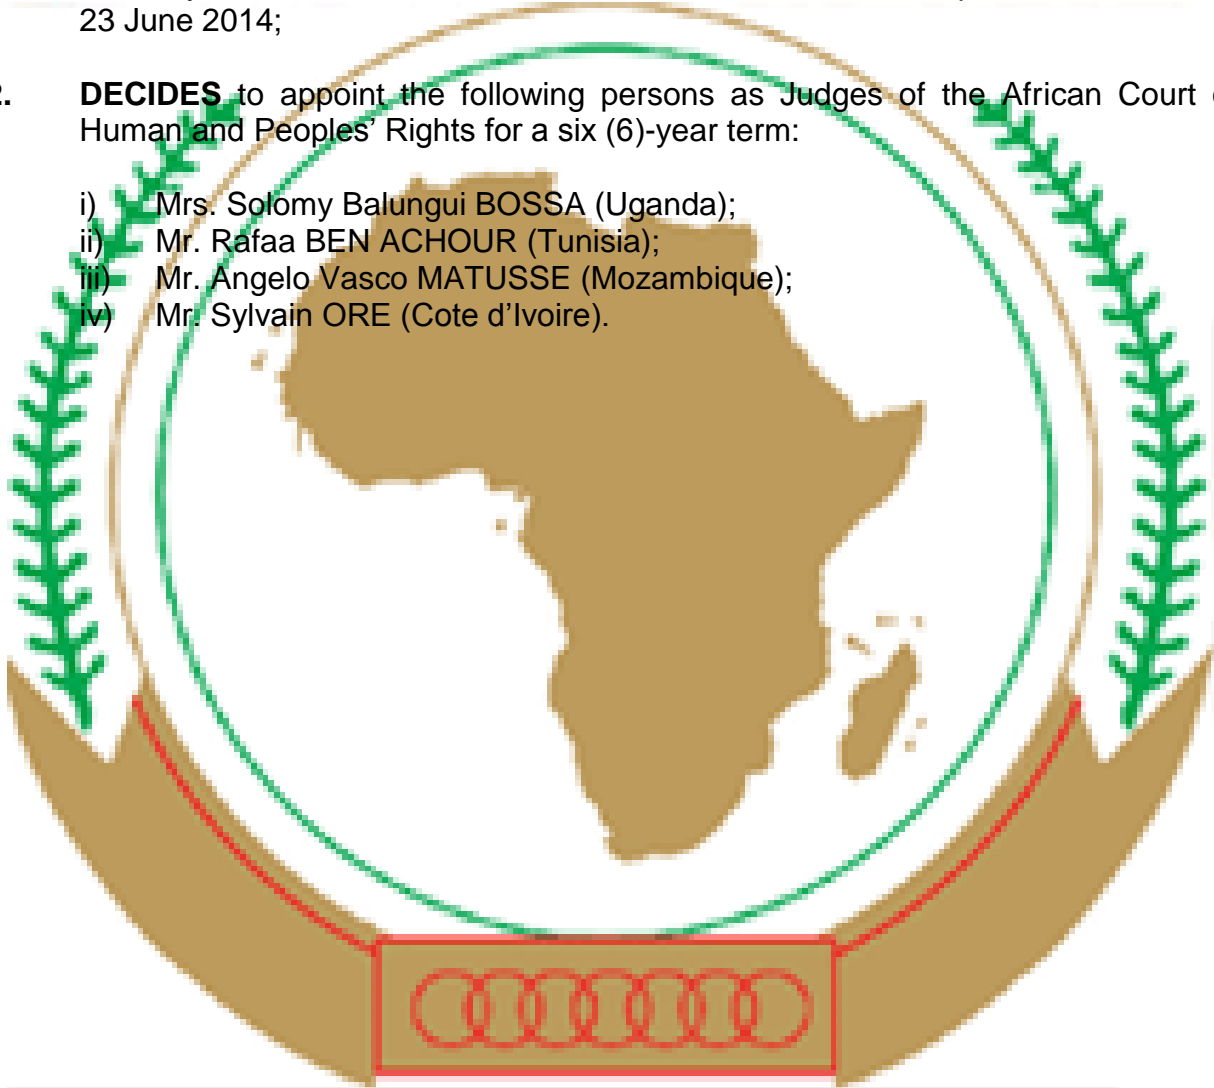 23 June 2014;
2. DECIDES to appoint the following persons as Judges of the African Court
Human and Peoples’ Rights for a six (6)-year term:
i) Mrs. Solomy Balungui BOSSA (Uganda);
ii) Mr. Rafaa BEN ACHOUR (Tunisia);
iii) Mr. Angelo Vasco MATUSSE (Mozambique);
iv) Mr. Sylvain ORE (Cote d’Ivoire).